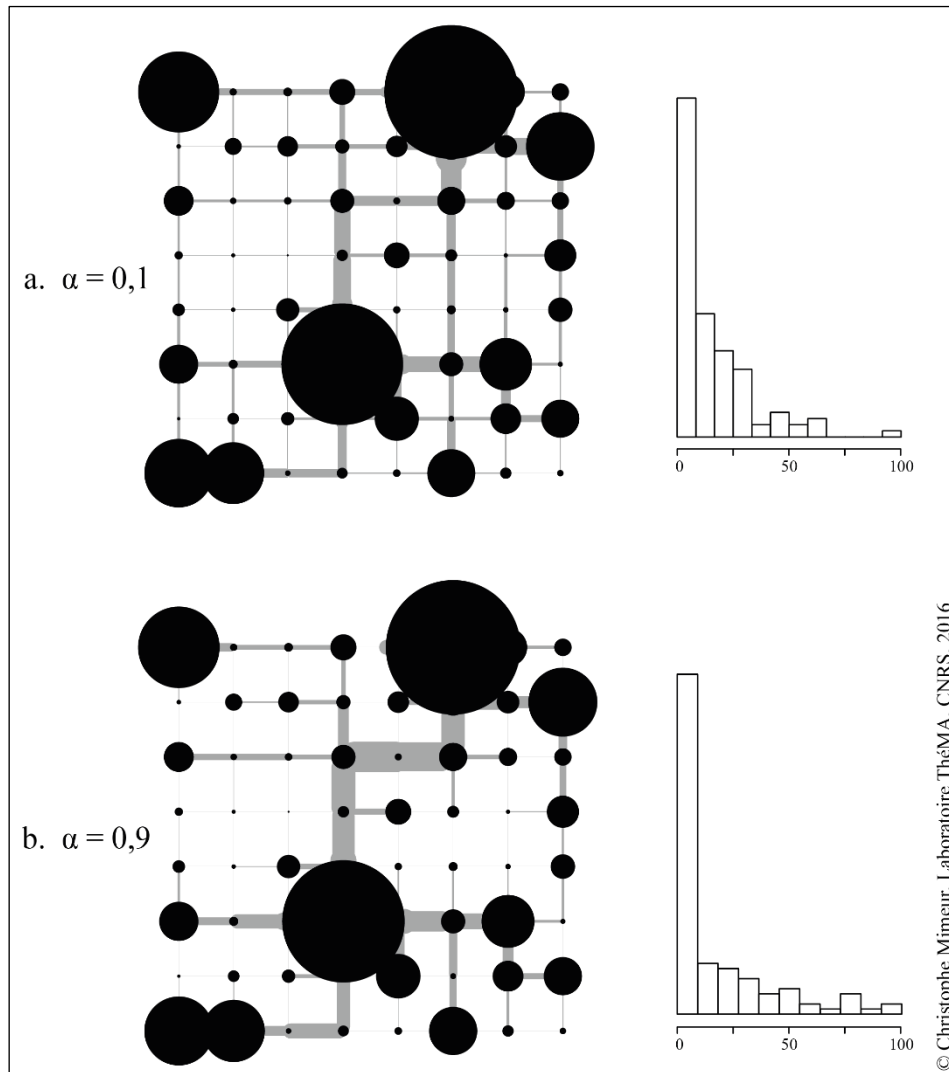 a. α = 0,1
0 50 100
b. α = 0,9
0 50 100
© Christophe Mimeur, Laboratoire ThéMA, CNRS, 2016